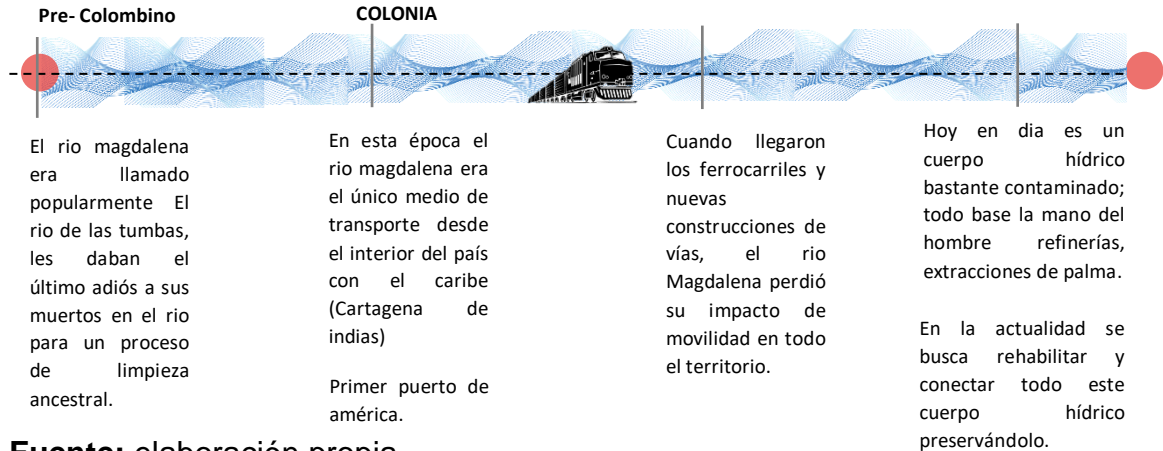 Pre- Colombino
COLONIA
El rio magdalena
era llamado
popularmente El
rio de las tumbas,
les daban el
último adiós a sus
muertos en el rio
para un proceso
de limpieza
ancestral.
En esta época el
rio magdalena era
el único medio de
transporte desde
el interior del país
con el caribe
(Cartagena de
indias)
Primer puerto de
américa.
Cuando llegaron
los ferrocarriles y
nuevas
construcciones de
vías, el rio
Magdalena perdió
su impacto de
movilidad en todo
el territorio.
Hoy en dia es un
cuerpo hídrico
bastante contaminado;
todo base la mano del
hombre refinerías,
extracciones de palma.
En la actualidad se
busca rehabilitar y
conectar todo este
cuerpo hídrico
preservándolo.
Fuente: elaboración propia